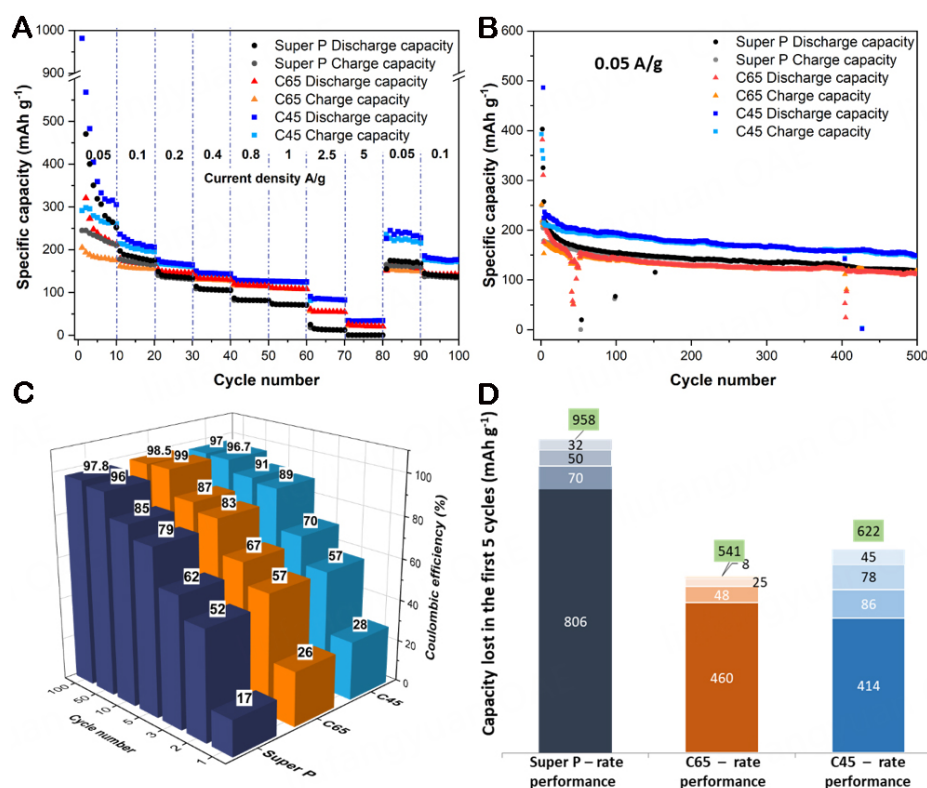 A
Specific capacity (mAh g⁻¹)
1000
900
500
400
300
200
100
0
Super P Discharge capacity
Super P Charge capacity
C65 Discharge capacity
C65 Charge capacity
C45 Discharge capacity
C45 Charge capacity
0.05 0.1 0.2 0.4 0.8 1 2.5 5 0.05 0.1
Current density A/g
0 10 20 30 40 50 60 70 80 90 100
Cycle number
B
Specific capacity (mAh g⁻¹)
600
500
400
300
200
100
0
0.05 A/g
Super P Discharge capacity
Super P Charge capacity
C65 Discharge capacity
C65 Charge capacity
C45 Discharge capacity
C45 Charge capacity
0 100 200 300 400 500
Cycle number
C
97.8 96 85 79 62 52 17
98.5 99 87 83 67 57 26
97 96.7 91 89 70 57 28
100
80
60
40
20
0
Coulombic efficiency (%)
100 50 10 5 3 2 1
Cycle number
Super P
C65
C45
D
Capacity lost in the first 5 cycles (mAh g⁻¹)
958
32
50
70
806
541
8
25
48
460
622
45
78
86
414
Super P – rate
performance
C65 – rate
performance
C45 – rate
performance